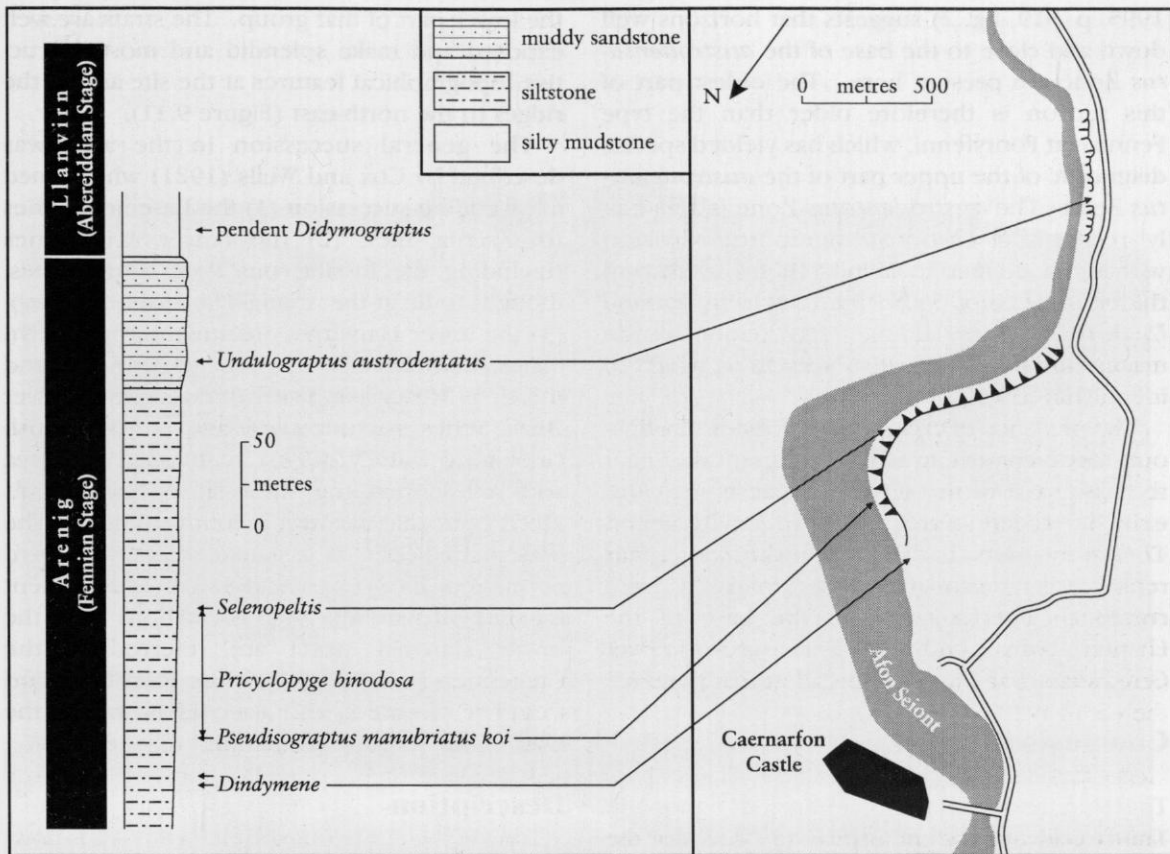 muddy sandstone
siltstone
silty mudstone
N
0 metres 500
Llanvirn
(Abereiddian Stage)
Arenig
(Fennian Stage)
pendent Didymograptus
Undulograptus austrodentatus
50
metres
0
Selenopeltis
Pricyclopyge binodosa
Pseudisograptus manubriatus koi
Dindymene
Afon Seiont
Caernarfon
Castle